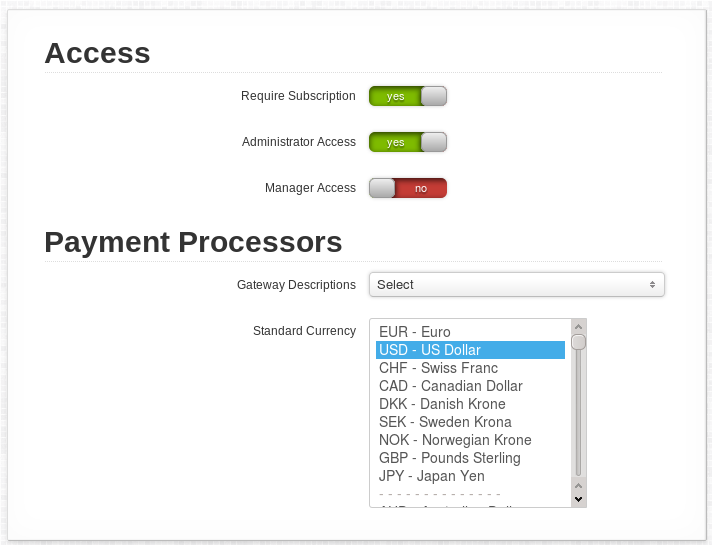 Access
Require Subscription yes
Administrator Access yes
Manager Access no
Payment Processors
Gateway Descriptions Select
Standard Currency
EUR - Euro
USD - US Dollar
CHF - Swiss Franc
CAD - Canadian Dollar
DKK - Danish Krone
SEK - Sweden Krona
NOK - Norwegian Krone
GBP - Pounds Sterling
JPY - Japan Yen
- - - - - - - - - - - - - -